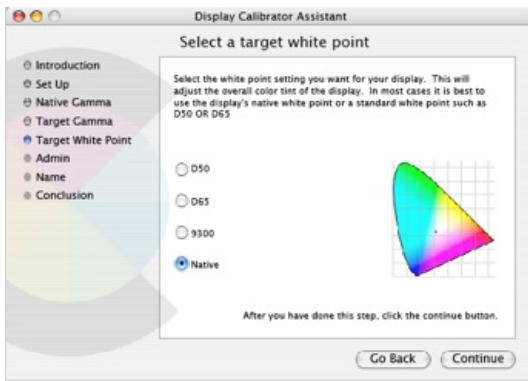 Display Calibrator Assistant
Select a target white point
Introduction
Set Up
Native Gamma
Target Gamma
Target White Point
Admin
Name
Conclusion
Select the white point setting you want for your display. This will
adjust the overall color tint of the display. In most cases it is best to
use the display's native white point or a standard white point such as
D50 OR D65
D50
D65
9300
Native
After you have done this step, click the continue button.
Go Back
Continue